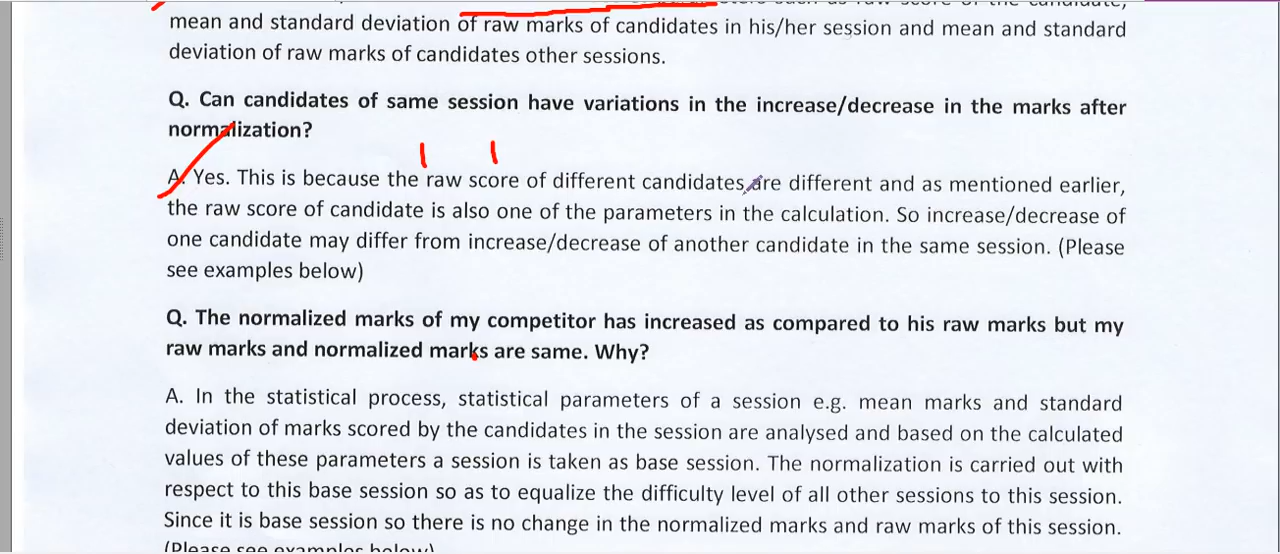 mean and standard deviation of raw marks of candidates in his/her session and mean and standard
deviation of raw marks of candidates other sessions.
Q. Can candidates of same session have variations in the increase/decrease in the marks after
normalization?
A. Yes. This is because the raw score of different candidates are different and as mentioned earlier,
the raw score of candidate is also one of the parameters in the calculation. So increase/decrease of
one candidate may differ from increase/decrease of another candidate in the same session. (Please
see examples below)
Q. The normalized marks of my competitor has increased as compared to his raw marks but my
raw marks and normalized marks are same. Why?
A. In the statistical process, statistical parameters of a session e.g. mean marks and standard
deviation of marks scored by the candidates in the session are analysed and based on the calculated
values of these parameters a session is taken as base session. The normalization is carried out with
respect to this base session so as to equalize the difficulty level of all other sessions to this session.
Since it is base session so there is no change in the normalized marks and raw marks of this session.
(Please see examples below)